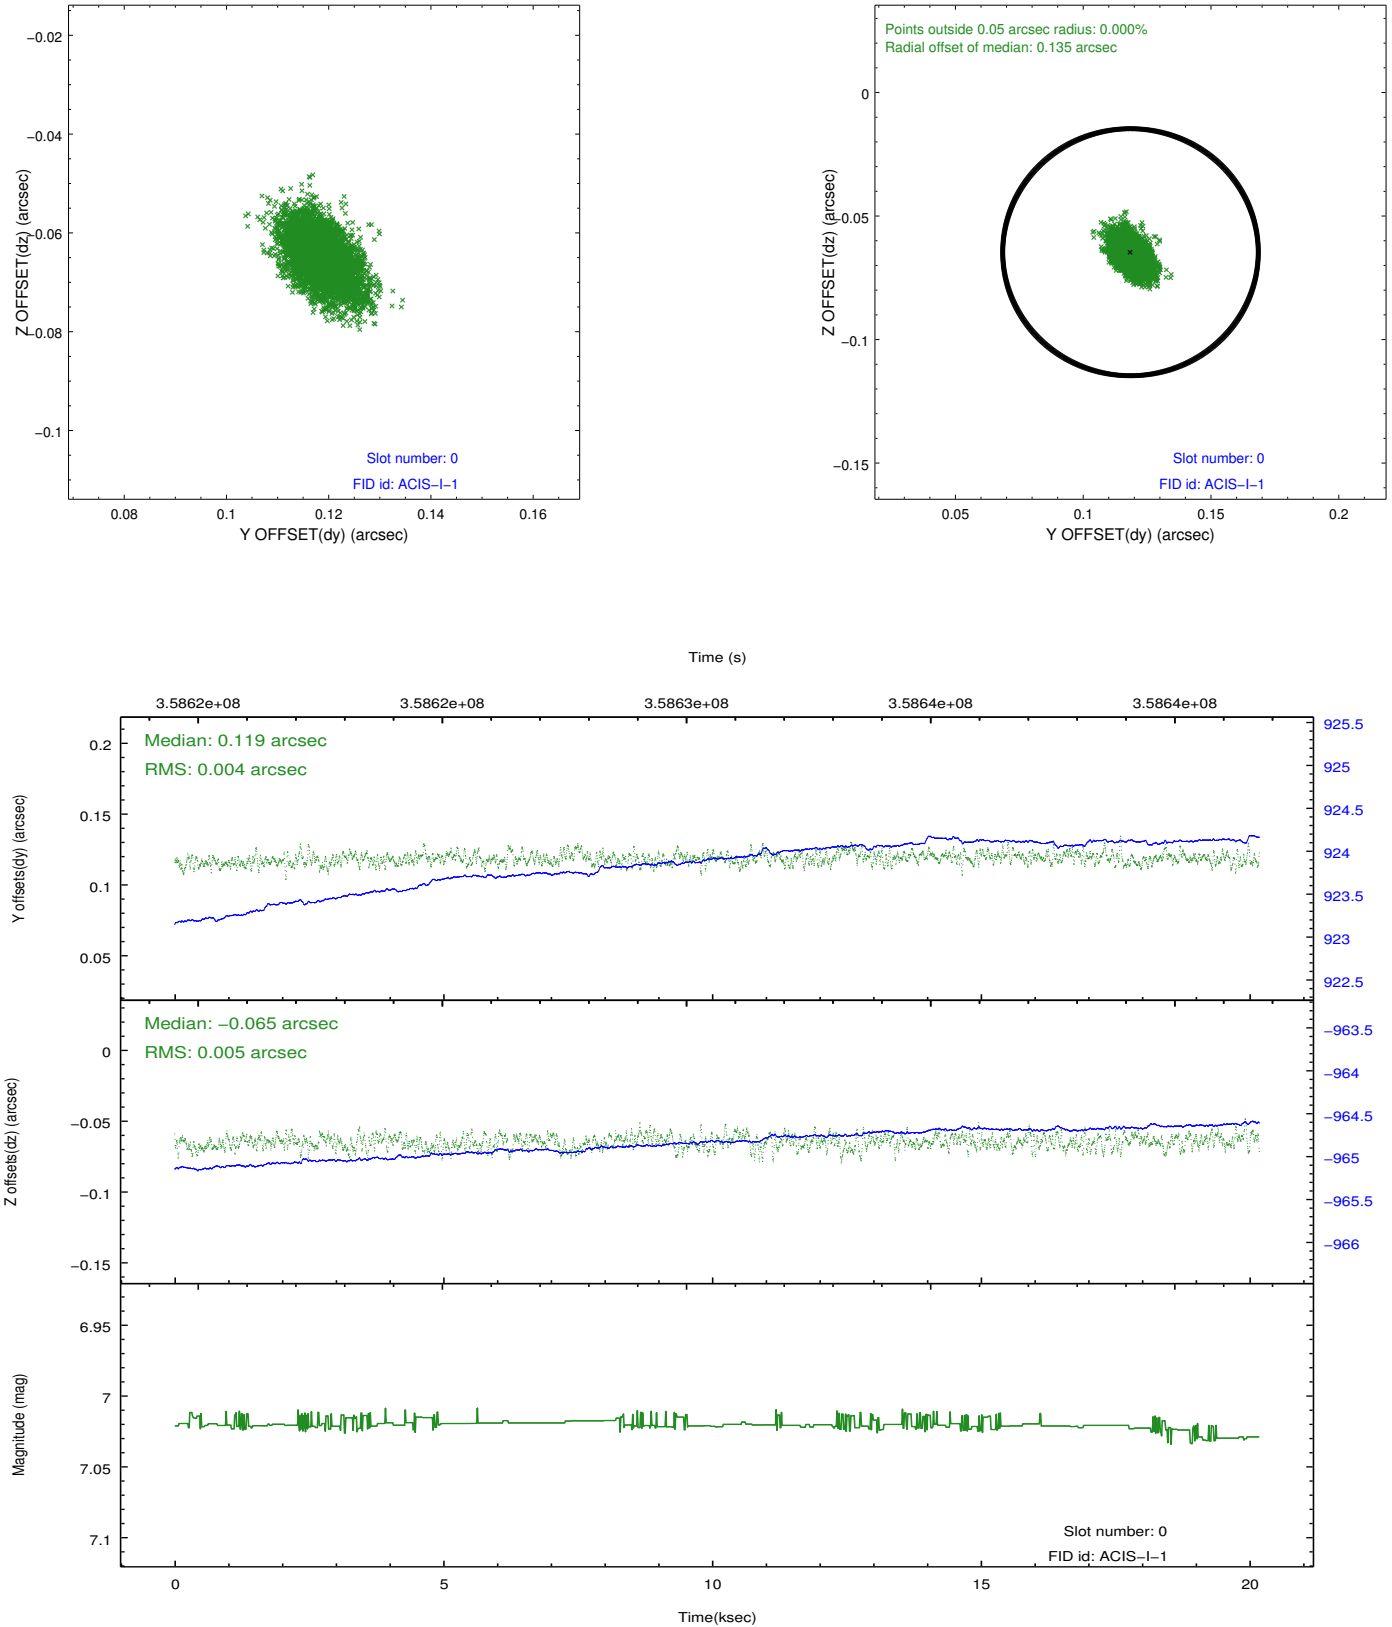 −0.02
−0.04
−0.06
−0.08
−0.1
Z OFFSET(dz) (arcsec)
Slot number: 0
FID id: ACIS−I−1
0.08 0.1 0.12 0.14 0.16
Y OFFSET(dy) (arcsec)
Points outside 0.05 arcsec radius: 0.000%
Radial offset of median: 0.135 arcsec
0
−0.05
−0.1
−0.15
Z OFFSET(dz) (arcsec)
Slot number: 0
FID id: ACIS−I−1
0.05 0.1 0.15 0.2
Y OFFSET(dy) (arcsec)
Time (s)
3.5862e+08 3.5862e+08 3.5863e+08 3.5864e+08 3.5864e+08
Median: 0.119 arcsec
RMS: 0.004 arcsec
0.2
0.15
0.1
0.05
Y offsets(dy) (arcsec)
925.5
925
924.5
924
923.5
923
922.5
Median: −0.065 arcsec
RMS: 0.005 arcsec
0
−0.05
−0.1
−0.15
Z offsets(dz) (arcsec)
−963.5
−964
−964.5
−965
−965.5
−966
6.95
7
7.05
7.1
Magnitude (mag)
Slot number: 0
FID id: ACIS−I−1
0 5 10 15 20
Time(ksec)